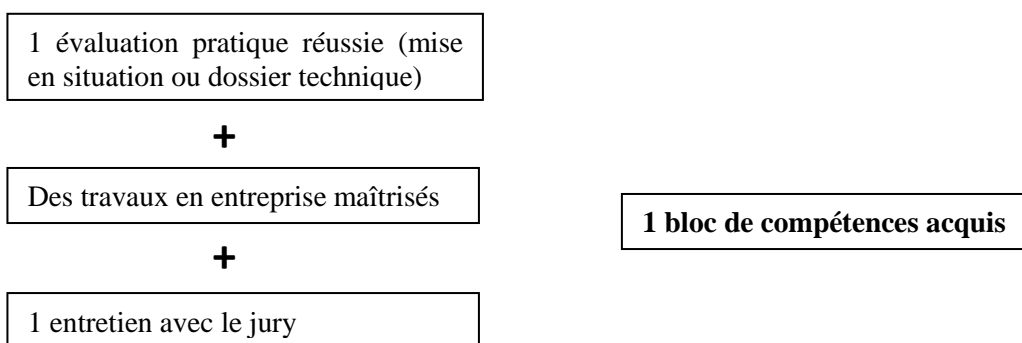 1 évaluation pratique réussie (mise
en situation ou dossier technique)
+
Des travaux en entreprise maîtrisés
+
1 entretien avec le jury
1 bloc de compétences acquis